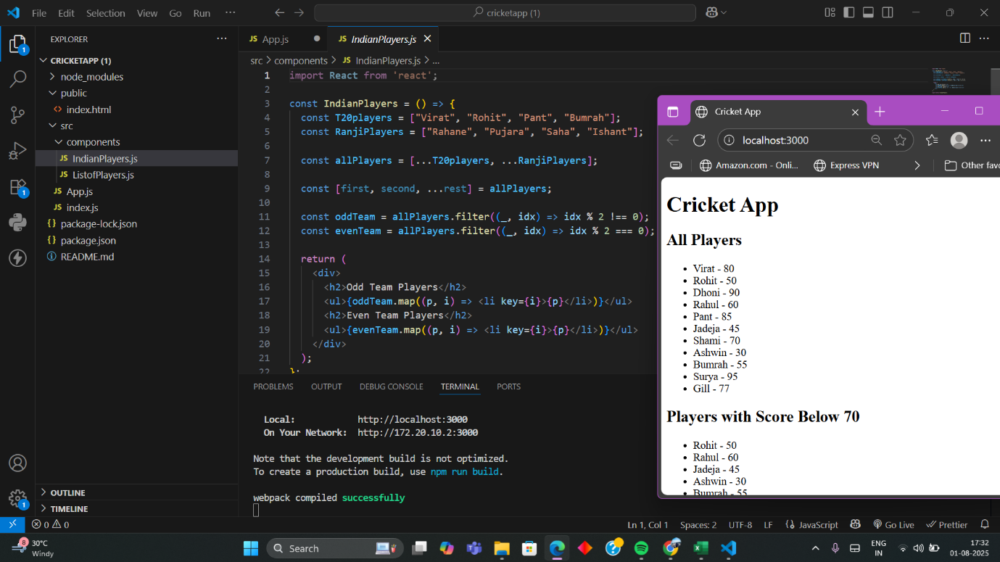 File Edit Selection View Go Run ··· cricketapp (1)
EXPLORER ···
CRICKETAPP (1)
node_modules
public
<> index.html
src
components
JS IndianPlayers.js
JS ListofPlayers.js
JS App.js
JS index.js
{} package-lock.json
{} package.json
README.md
OUTLINE
TIMELINE
1
1
1
JS App.js ● JS IndianPlayers.js ×
src > components > JS IndianPlayers.js > ...
1 import React from 'react';
2
3 const IndianPlayers = () => {
4 const T20players = ["Virat", "Rohit", "Pant", "Bumrah"];
5 const RanjiPlayers = ["Rahane", "Pujara", "Saha", "Ishant"];
6
7 const allPlayers = [...T20players, ...RanjiPlayers];
8
9 const [first, second, ...rest] = allPlayers;
10
11 const oddTeam = allPlayers.filter((_, idx) => idx % 2 !== 0);
12 const evenTeam = allPlayers.filter((_, idx) => idx % 2 === 0);
13
14 return (
15 <div>
16 <h2>Odd Team Players</h2>
17 <ul>{oddTeam.map((p, i) => <li key={i}>{p}</li>)}</ul>
18 <h2>Even Team Players</h2>
19 <ul>{evenTeam.map((p, i) => <li key={i}>{p}</li>)}</ul>
20 </div>
21 );
22 };
PROBLEMS OUTPUT DEBUG CONSOLE TERMINAL PORTS
Local: http://localhost:3000
On Your Network: http://172.20.10.2:3000
Note that the development build is not optimized.
To create a production build, use npm run build.
webpack compiled successfully
Cricket App
localhost:3000
Amazon.com - Onli... Express VPN Other favo
Cricket App
All Players
• Virat - 80
• Rohit - 50
• Dhoni - 90
• Rahul - 60
• Pant - 85
• Jadeja - 45
• Shami - 70
• Ashwin - 30
• Bumrah - 55
• Surya - 95
• Gill - 77
Players with Score Below 70
• Rohit - 50
• Rahul - 60
• Jadeja - 45
• Ashwin - 30
• Bumrah - 55
0 0 Ln 1, Col 1 Spaces: 2 UTF-8 LF {} JavaScript Go Live Prettier
8 30°C
Windy
Search
ENG
IN
17:32
01-08-2025